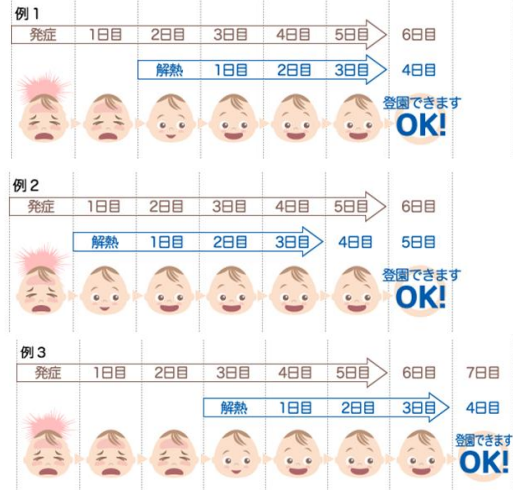 例1
発症 1日目 2日目 3日目 4日目 5日目 6日目
解熱 1日目 2日目 3日目 4日目
登園できます
OK!
例2
発症 1日目 2日目 3日目 4日目 5日目 6日目
解熱 1日目 2日目 3日目 4日目 5日目
登園できます
OK!
例3
発症 1日目 2日目 3日目 4日目 5日目 6日目 7日目
解熱 1日目 2日目 3日目 4日目
登園できます
OK!